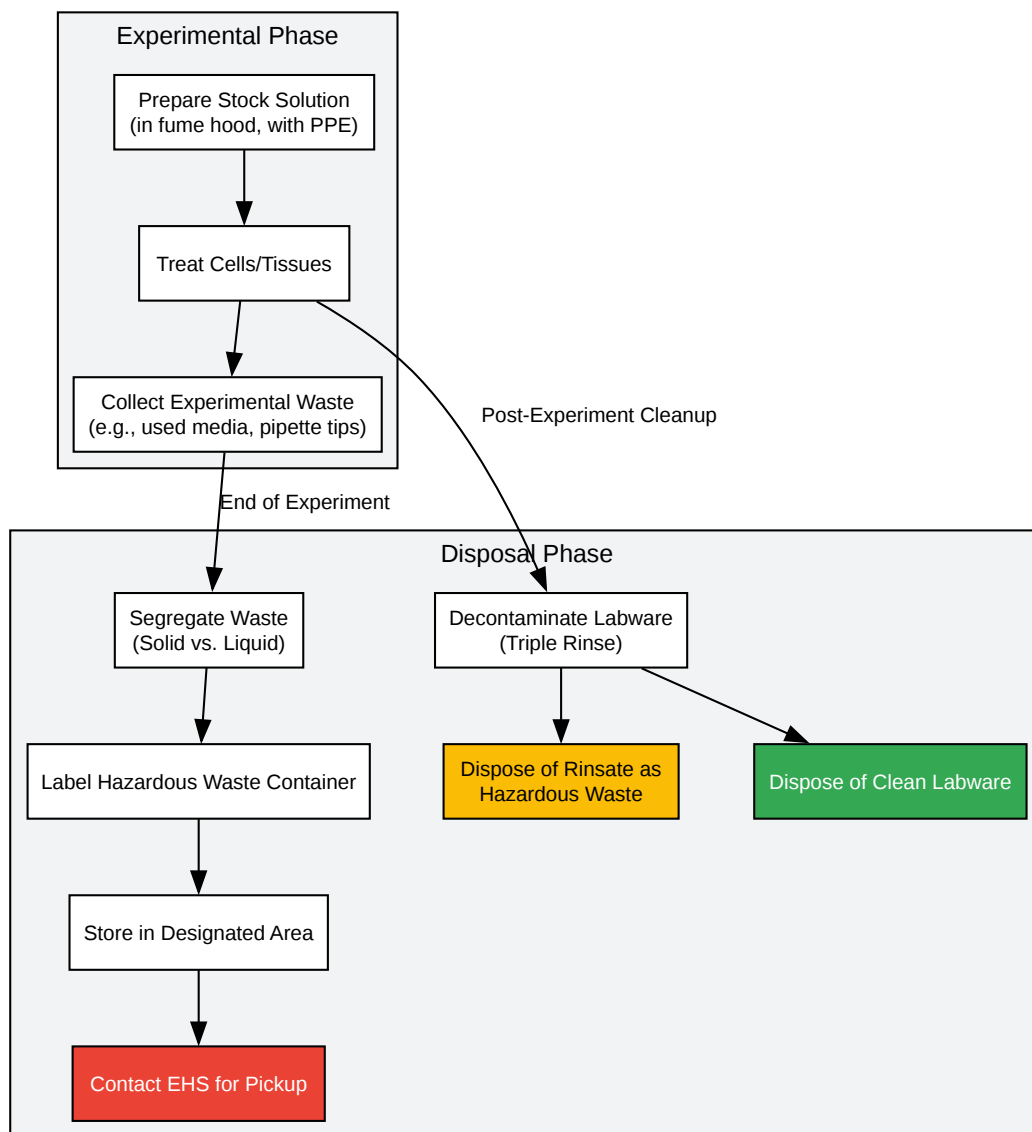 Experimental Phase
Prepare Stock Solution
(in fume hood, with PPE)
Treat Cells/Tissues
Collect Experimental Waste
(e.g., used media, pipette tips)
Post-Experiment Cleanup
End of Experiment
Disposal Phase
Segregate Waste
(Solid vs. Liquid)
Decontaminate Labware
(Triple Rinse)
Label Hazardous Waste Container
Dispose of Rinsate as
Hazardous Waste
Dispose of Clean Labware
Store in Designated Area
Contact EHS for Pickup